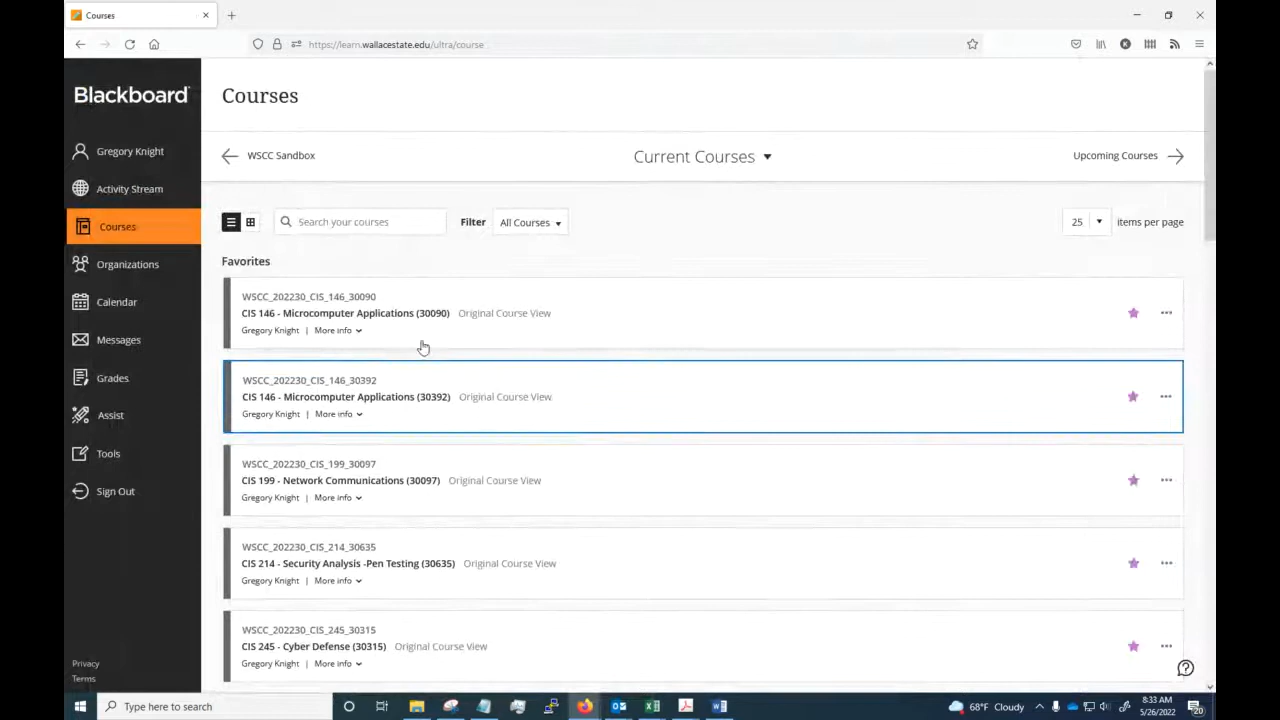 Courses
https://learn.wallacestate.edu/ultra/course
Blackboard
Gregory Knight
Activity Stream
Courses
Organizations
Calendar
Messages
Grades
Assist
Tools
Sign Out
Privacy
Terms
Courses
WSCC Sandbox
Current Courses
Upcoming Courses
Search your courses
Filter
All Courses
25
items per page
Favorites
WSCC_202230_CIS_146_30090
CIS 146 - Microcomputer Applications (30090) Original Course View
Gregory Knight | More info
WSCC_202230_CIS_146_30392
CIS 146 - Microcomputer Applications (30392) Original Course View
Gregory Knight | More info
WSCC_202230_CIS_199_30097
CIS 199 - Network Communications (30097) Original Course View
Gregory Knight | More info
WSCC_202230_CIS_214_30635
CIS 214 - Security Analysis -Pen Testing (30635) Original Course View
Gregory Knight | More info
WSCC_202230_CIS_245_30315
CIS 245 - Cyber Defense (30315) Original Course View
Gregory Knight | More info
Type here to search
68°F Cloudy
8:33 AM
5/26/2022
20